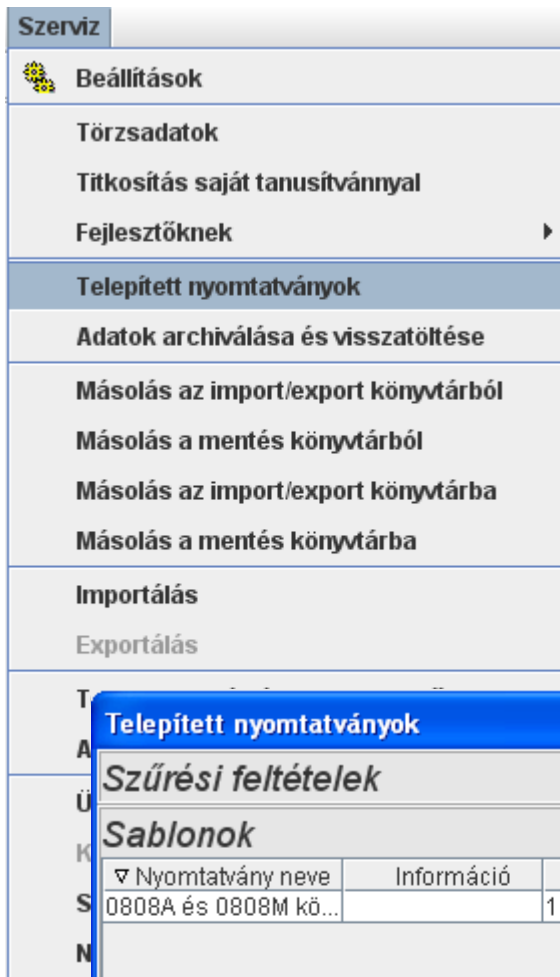 Szerviz
Beállítások
Törzsadatok
Titkosítás saját tanusítvánnyal
Fejlesztőknek
Telepített nyomtatványok
Adatok archiválása és visszatöltése
Másolás az import/export könyvtárból
Másolás a mentés könyvtárból
Másolás az import/export könyvtárba
Másolás a mentés könyvtárba
Importálás
Exportálás
Telepített nyomtatványok
Szűrési feltételek
Sablonok
Nyomtatvány neve Információ
0808A és 0808M kö... 1